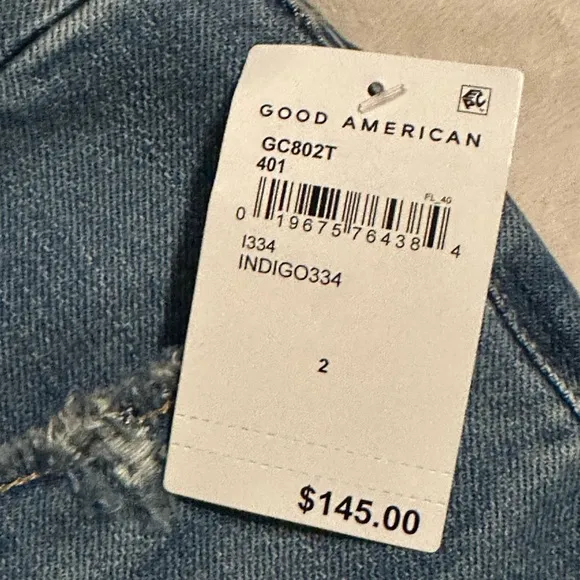 GOOD AMERICAN
GC802T
401
FL_40
0 19675 76438 4
I334
INDIGO334
2
$145.00